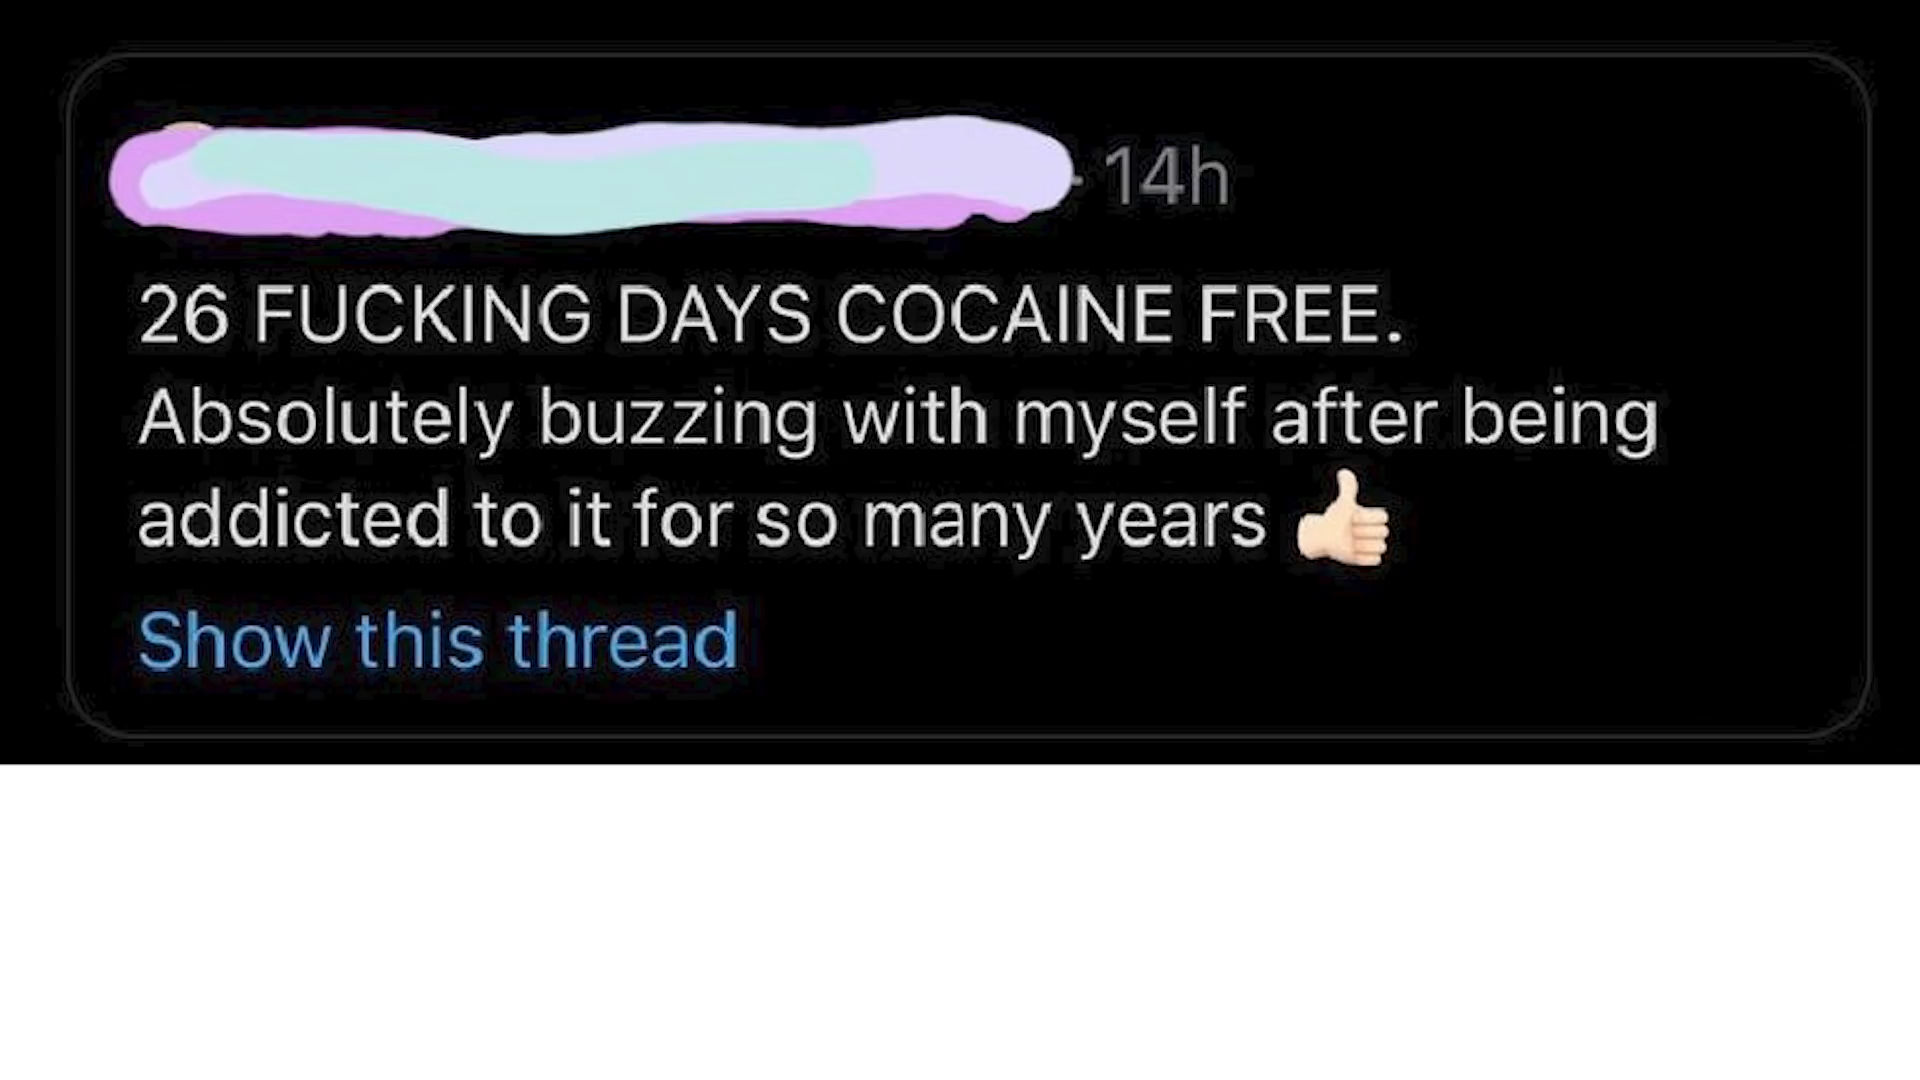 · 14h
26 FUCKING DAYS COCAINE FREE.
Absolutely buzzing with myself after being
addicted to it for so many years 👍🏻
Show this thread